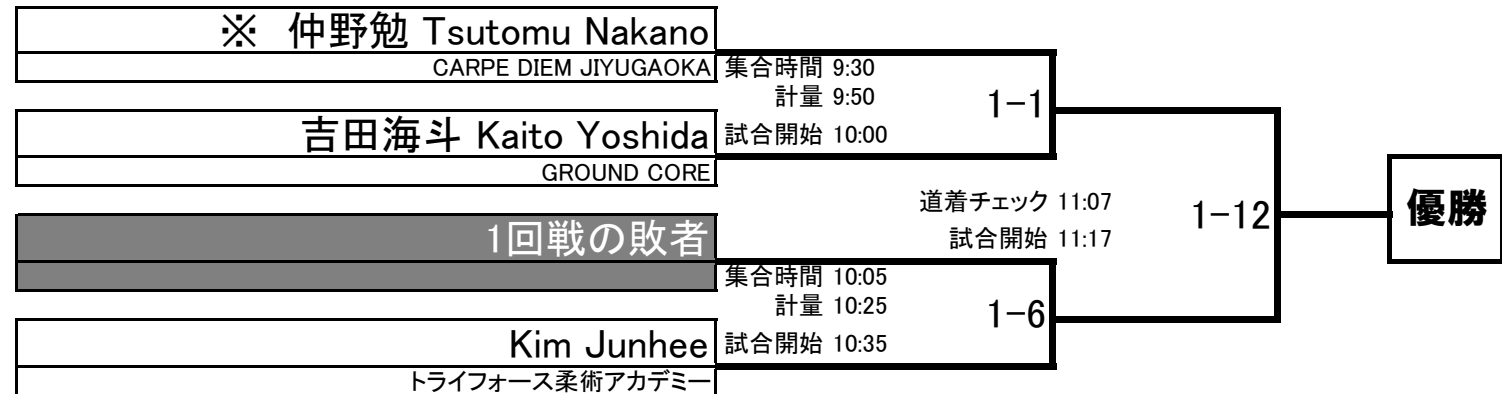 ※ 仲野勉 Tsutomu Nakano
CARPE DIEM JIYUGAOKA
集合時間 9:30
計量 9:50
1-1
吉田海斗 Kaito Yoshida
試合開始 10:00
GROUND CORE
道着チェック 11:07
1-12
優勝
1回戦の敗者
試合開始 11:17
集合時間 10:05
計量 10:25
1-6
Kim Junhee
試合開始 10:35
トライフォース柔術アカデミー